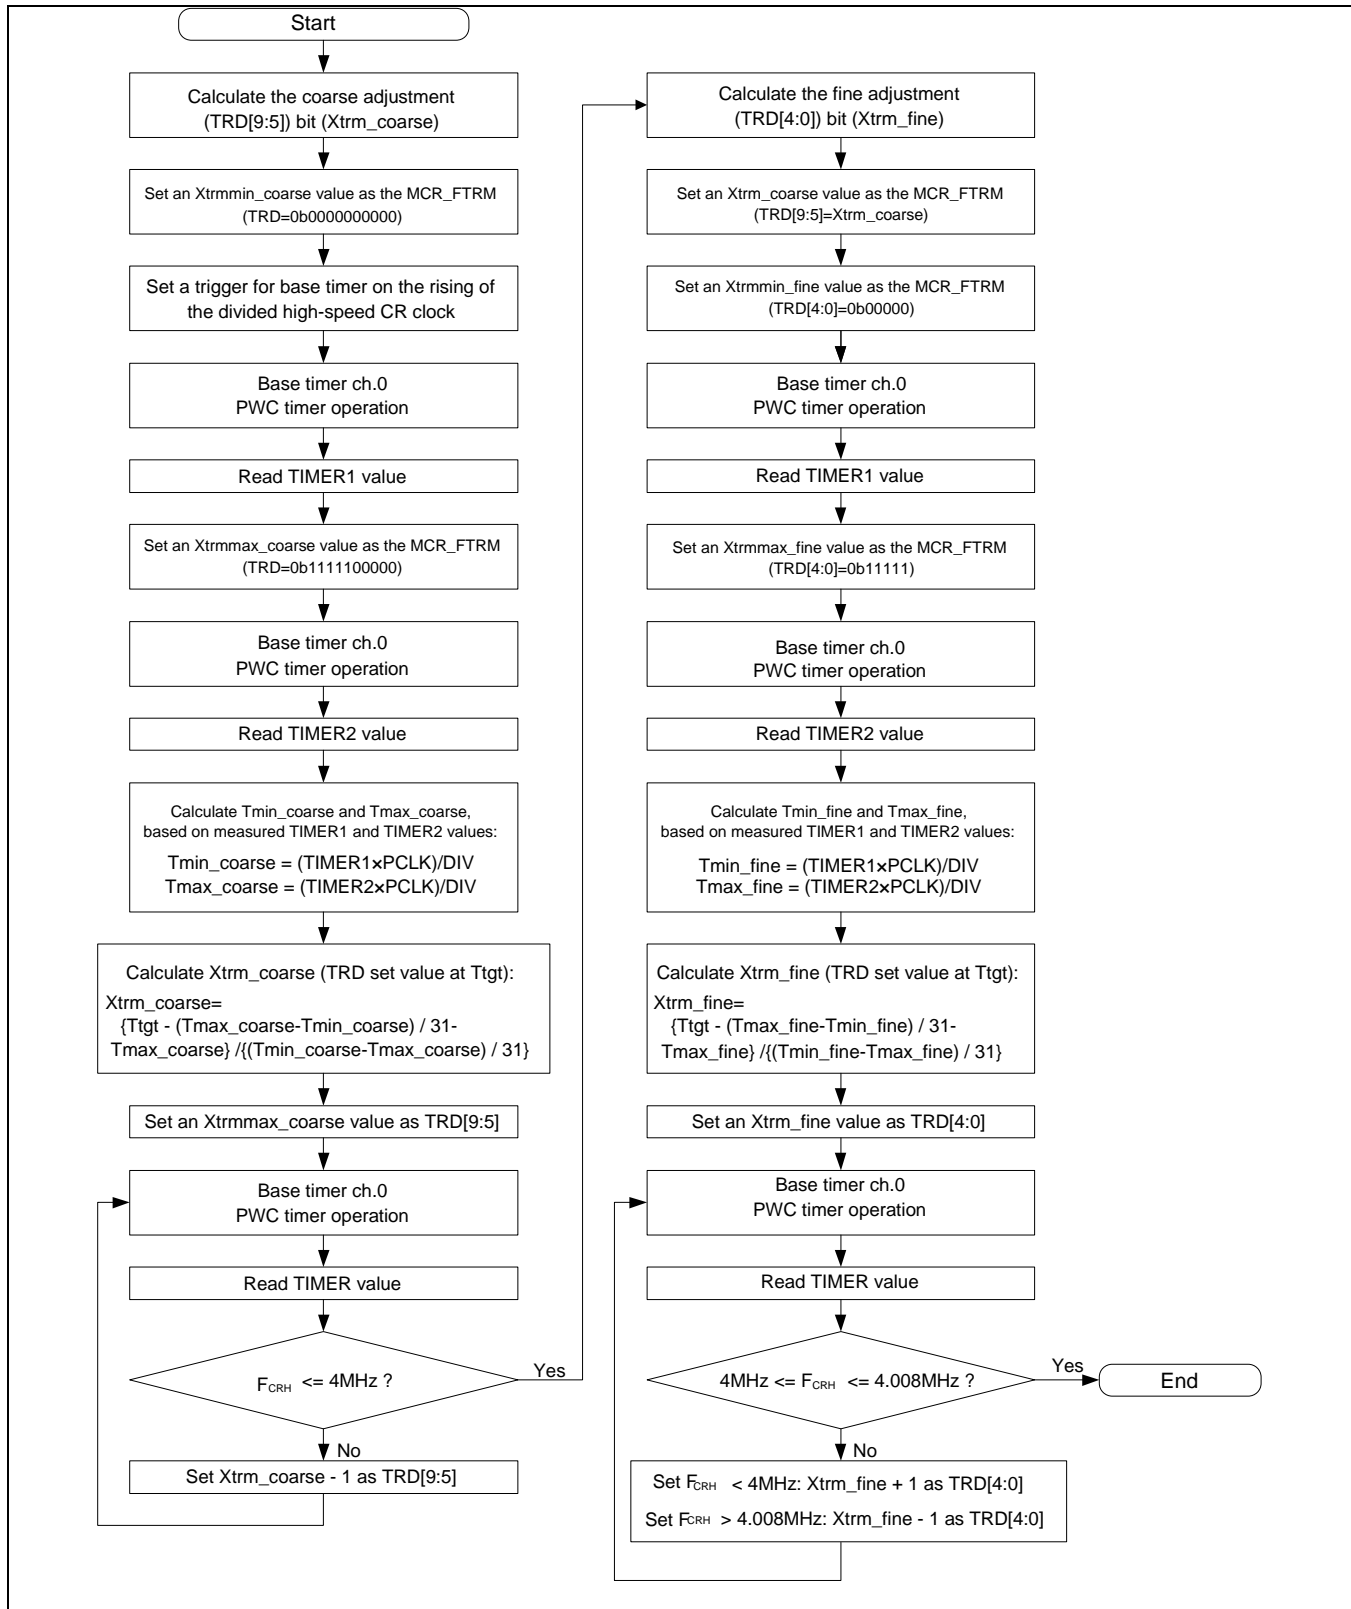 Start
Calculate the coarse adjustment
(TRD[9:5]) bit (Xtrm_coarse)
Set an Xtrmmin_coarse value as the MCR_FTRM
(TRD=0b0000000000)
Set a trigger for base timer on the rising of
the divided high-speed CR clock
Base timer ch.0
PWC timer operation
Read TIMER1 value
Set an Xtrmmax_coarse value as the MCR_FTRM
(TRD=0b1111100000)
Base timer ch.0
PWC timer operation
Read TIMER2 value
Calculate Tmin_coarse and Tmax_coarse,
based on measured TIMER1 and TIMER2 values:
Tmin_coarse = (TIMER1×PCLK)/DIV
Tmax_coarse = (TIMER2×PCLK)/DIV
Calculate Xtrm_coarse (TRD set value at Ttgt):
Xtrm_coarse=
{Ttgt - (Tmax_coarse-Tmin_coarse) / 31-
Tmax_coarse} /{(Tmin_coarse-Tmax_coarse) / 31}
Set an Xtrmmax_coarse value as TRD[9:5]
Base timer ch.0
PWC timer operation
Read TIMER value
FCRH <= 4MHz ?
Yes
No
Set Xtrm_coarse - 1 as TRD[9:5]
Calculate the fine adjustment
(TRD[4:0]) bit (Xtrm_fine)
Set an Xtrm_coarse value as the MCR_FTRM
(TRD[9:5]=Xtrm_coarse)
Set an Xtrmmin_fine value as the MCR_FTRM
(TRD[4:0]=0b00000)
Base timer ch.0
PWC timer operation
Read TIMER1 value
Set an Xtrmmax_fine value as the MCR_FTRM
(TRD[4:0]=0b11111)
Base timer ch.0
PWC timer operation
Read TIMER2 value
Calculate Tmin_fine and Tmax_fine,
based on measured TIMER1 and TIMER2 values:
Tmin_fine = (TIMER1×PCLK)/DIV
Tmax_fine = (TIMER2×PCLK)/DIV
Calculate Xtrm_fine (TRD set value at Ttgt):
Xtrm_fine=
{Ttgt - (Tmax_fine-Tmin_fine) / 31-
Tmax_fine} /{(Tmin_fine-Tmax_fine) / 31}
Set an Xtrm_fine value as TRD[4:0]
Base timer ch.0
PWC timer operation
Read TIMER value
4MHz <= FCRH <= 4.008MHz ?
Yes
End
No
Set FCRH < 4MHz: Xtrm_fine + 1 as TRD[4:0]
Set FCRH > 4.008MHz: Xtrm_fine - 1 as TRD[4:0]